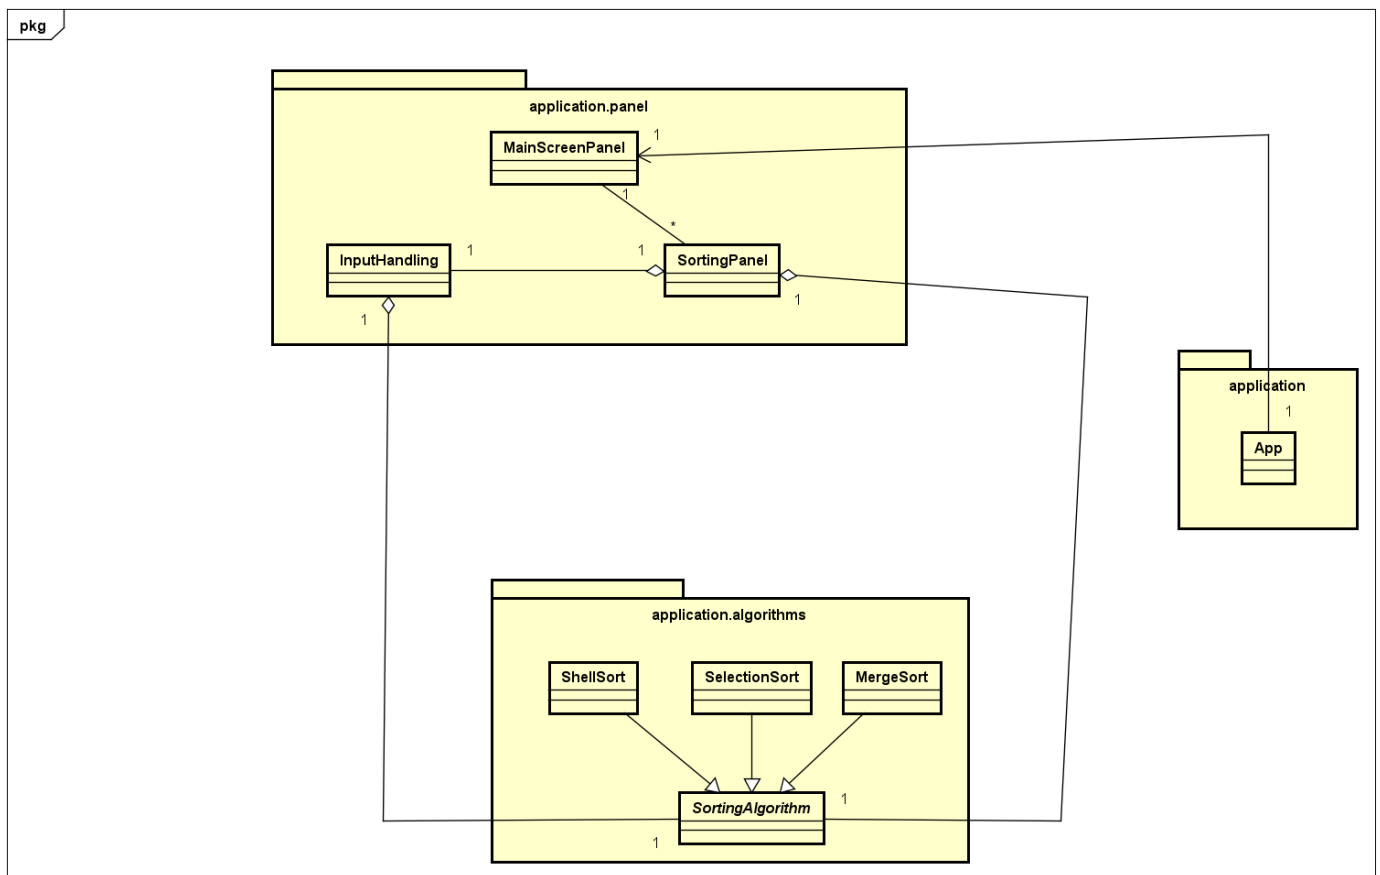 pkg
application.panel
1
MainScreenPanel
1
*
1
1
InputHandling
SortingPanel
1
1
application
1
App
application.algorithms
ShellSort
SelectionSort
MergeSort
1
SortingAlgorithm
1